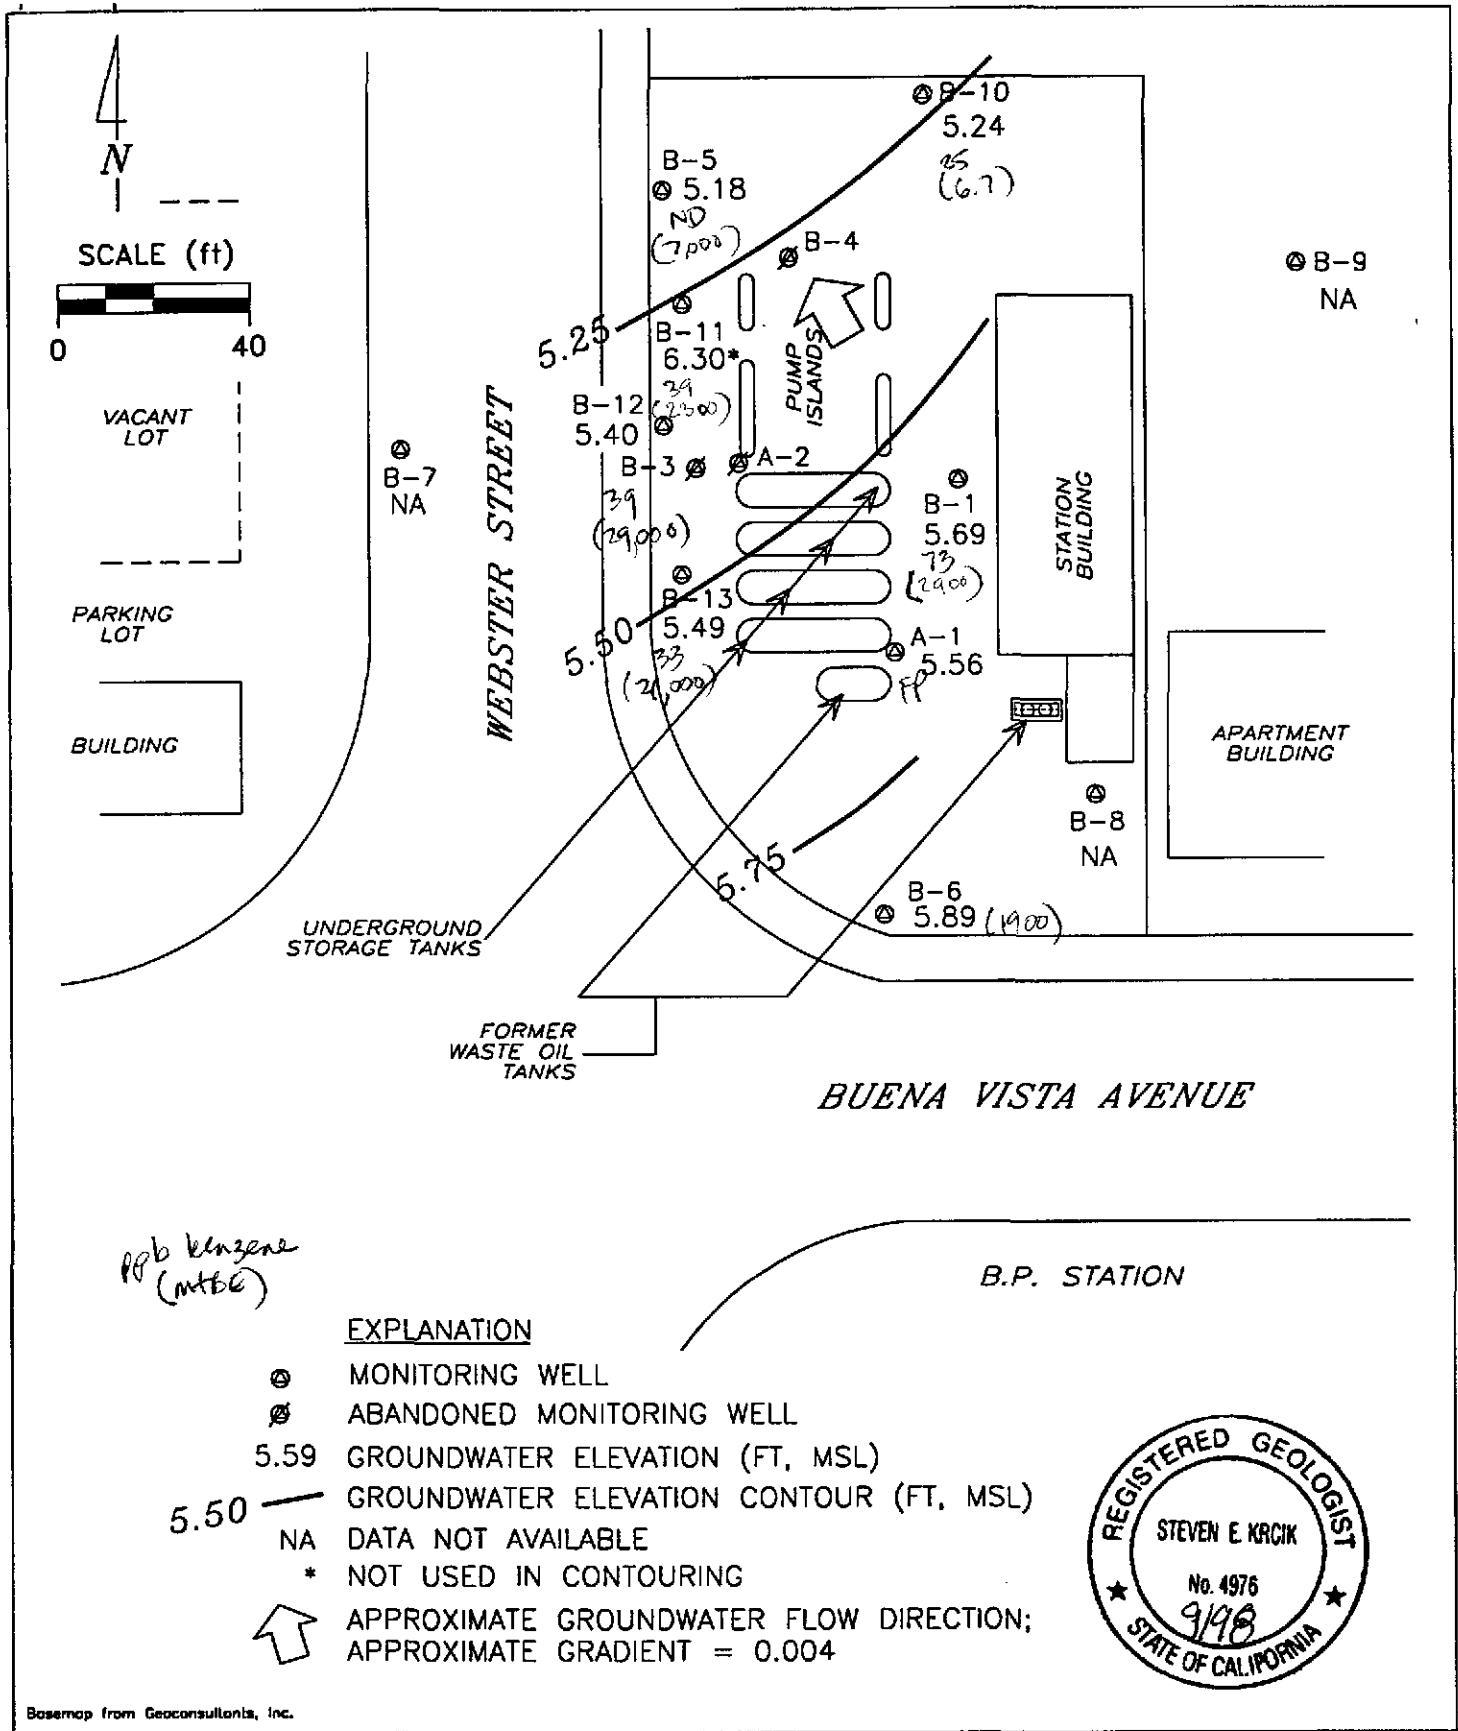 N
SCALE (ft)
0 40
VACANT
LOT
PARKING
LOT
BUILDING
B-7
NA
WEBSTER STREET
B-10
5.24
25
(6.7)
B-5
5.18
ND
(7,000)
B-4
B-9
NA
5.25
B-11
6.30*
39
(2300)
PUMP
ISLANDS
B-12
5.40
B-3
A-2
39
(29,000)
B-1
5.69
73
(2900)
STATION
BUILDING
B-13
5.49
33
5.50
A-1
5.56
FP
APARTMENT
BUILDING
B-8
NA
5.75
B-6
5.89 (1900)
UNDERGROUND
STORAGE TANKS
FORMER
WASTE OIL
TANKS
BUENA VISTA AVENUE
B.P. STATION
ppb benzene
(mtbE)
EXPLANATION
MONITORING WELL
ABANDONED MONITORING WELL
5.59 GROUNDWATER ELEVATION (FT, MSL)
5.50 GROUNDWATER ELEVATION CONTOUR (FT, MSL)
NA DATA NOT AVAILABLE
* NOT USED IN CONTOURING
APPROXIMATE GROUNDWATER FLOW DIRECTION;
APPROXIMATE GRADIENT = 0.004
REGISTERED GEOLOGIST
STEVEN E. KRCIK
No. 4976
9/98
STATE OF CALIFORNIA
Basemap from Geoconsultants, Inc.